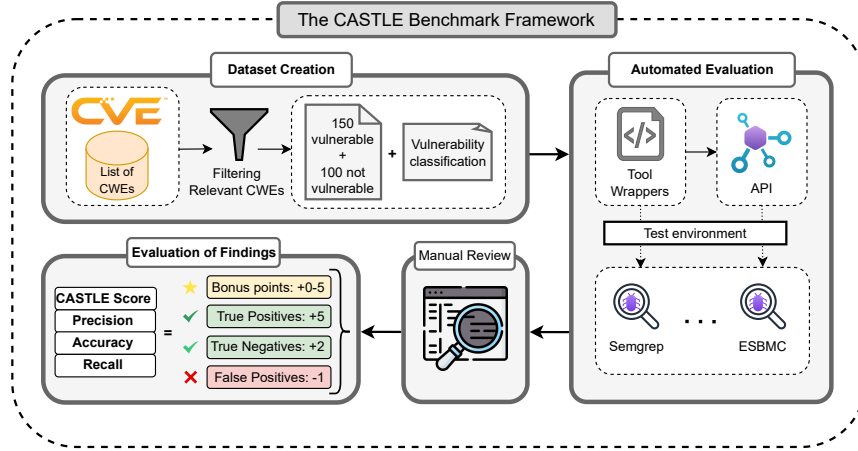 The CASTLE Benchmark Framework
Dataset Creation
CVE
List of
CWEs
Filtering
Relevant CWEs
150
vulnerable
+
100 not
vulnerable
+
Vulnerability
classification
Automated Evaluation
</>
Tool
Wrappers
API
Test environment
Semgrep
. . .
ESBMC
Manual Review
Evaluation of Findings
CASTLE Score
Precision
Accuracy
Recall
=
Bonus points: +0-5
True Positives: +5
True Negatives: +2
False Positives: -1